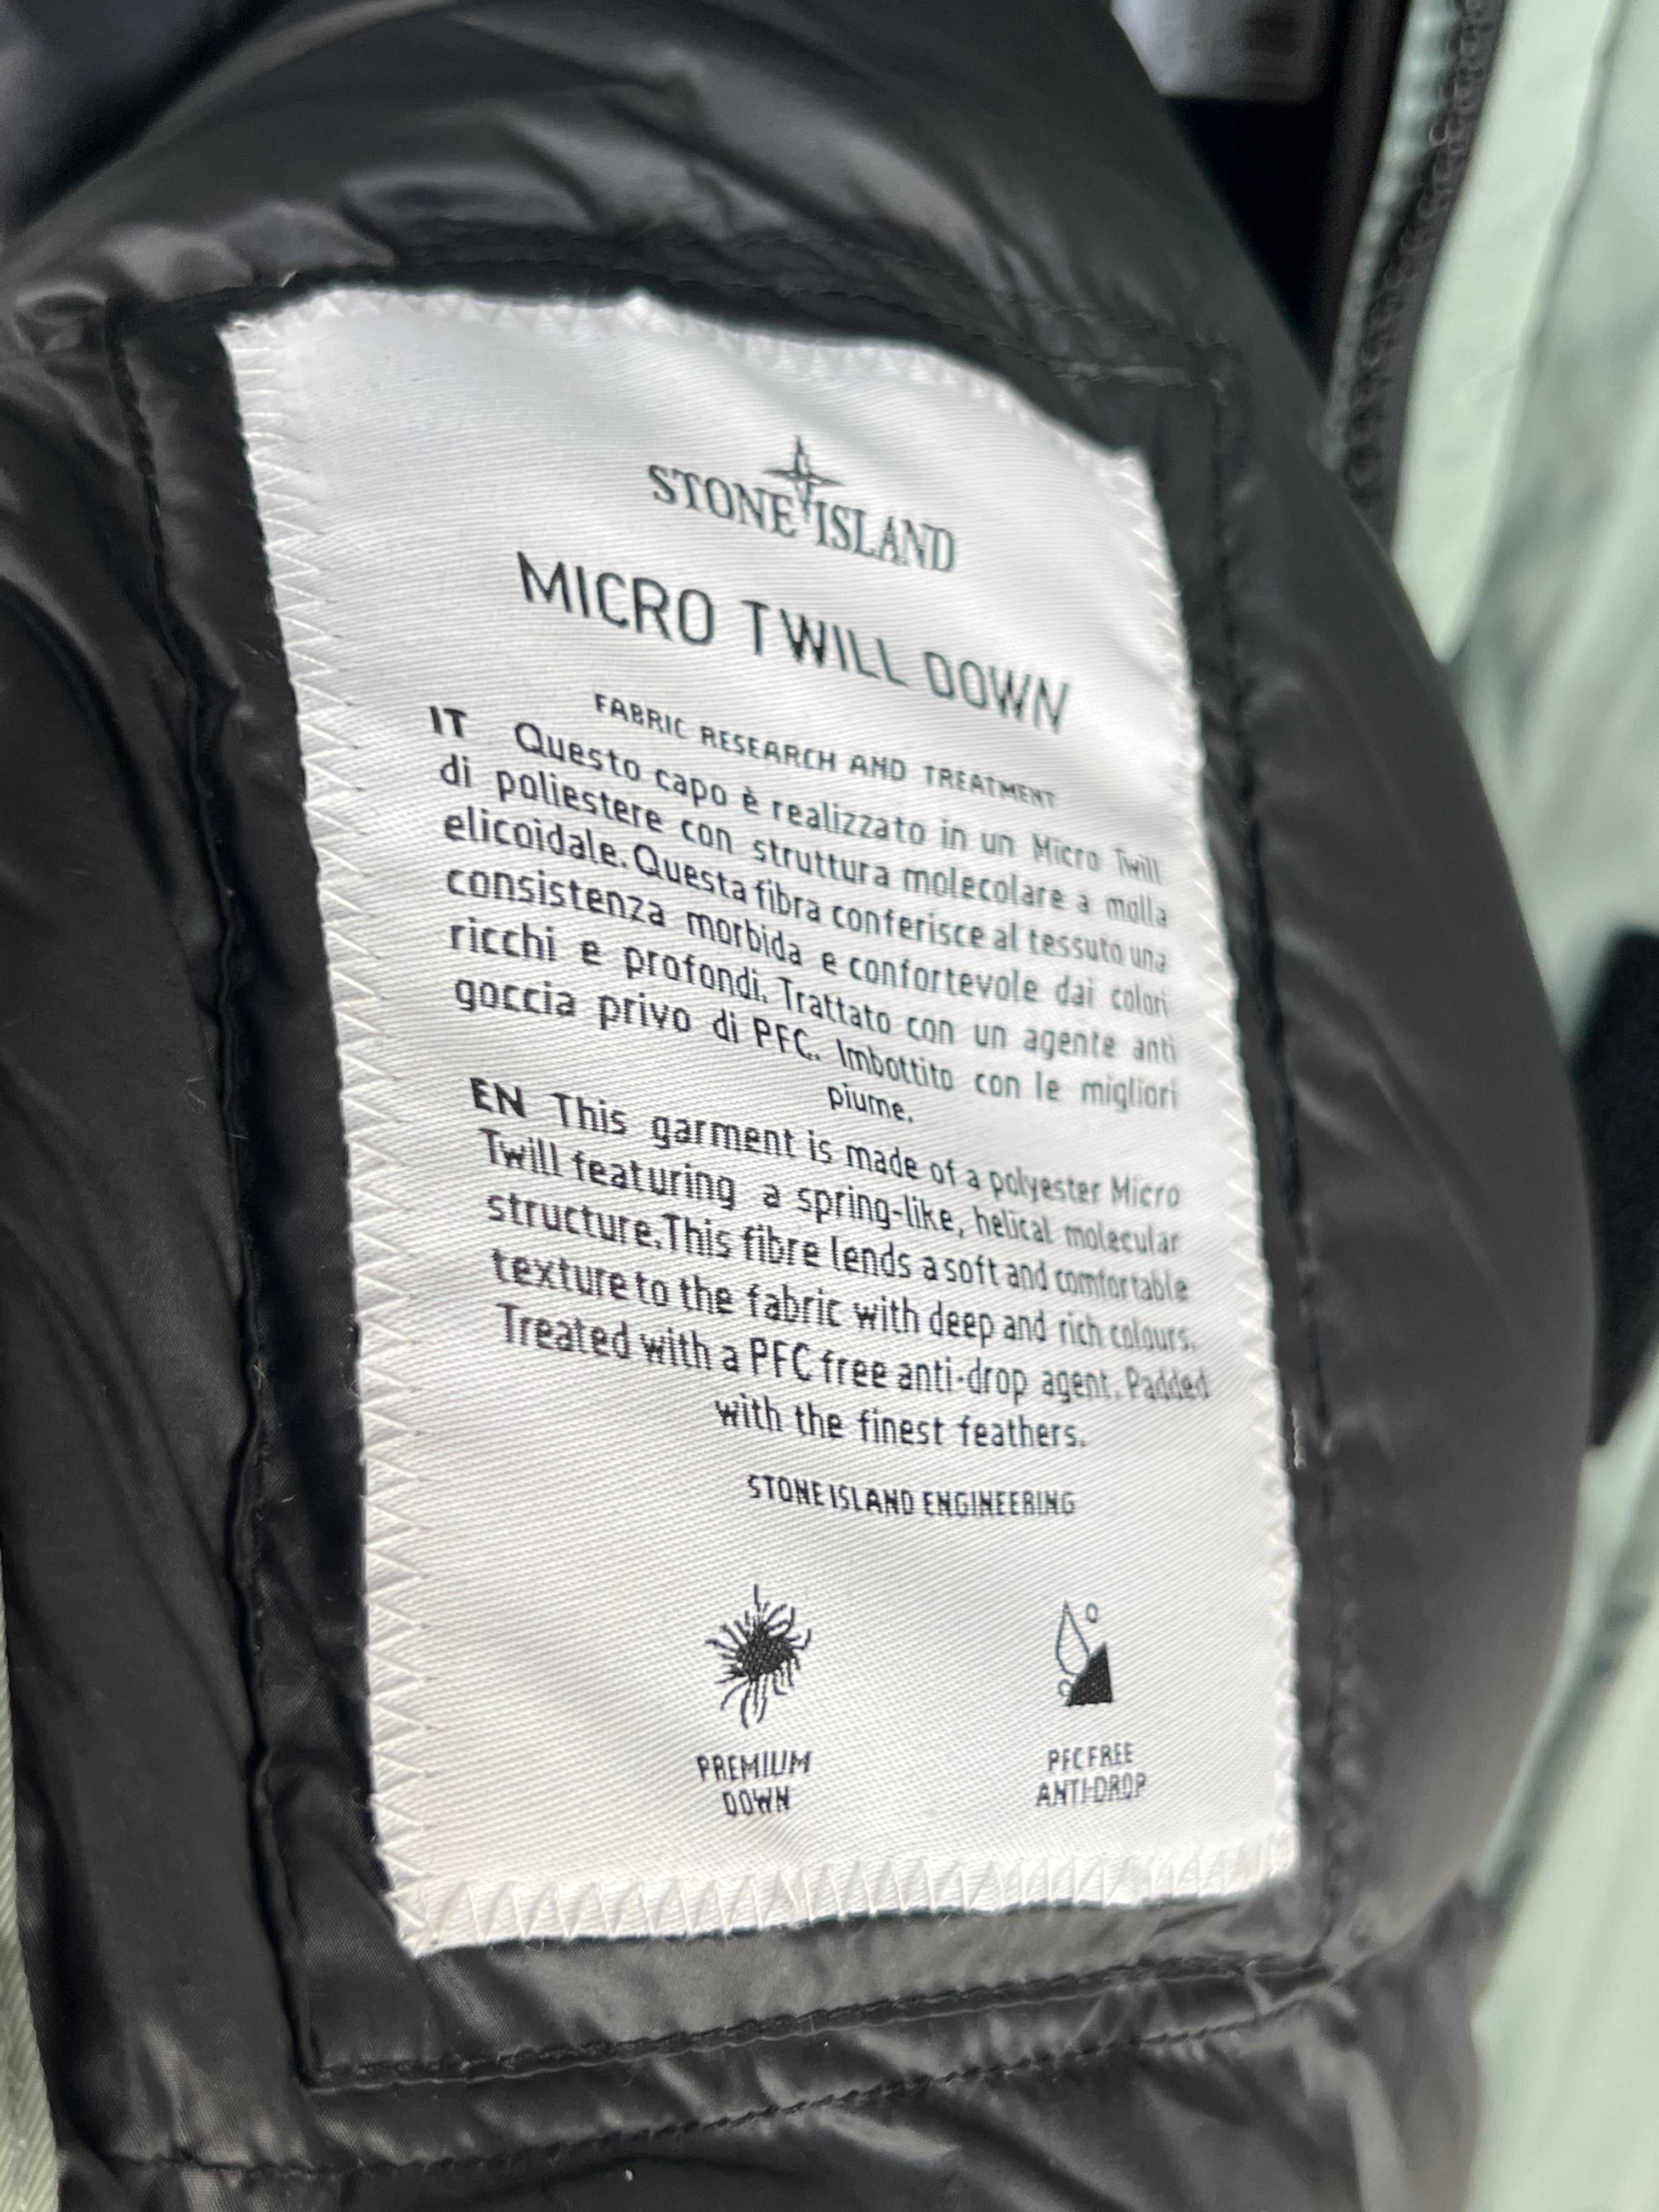 STONE ISLAND
MICRO TWILL DOWN
FABRIC RESEARCH AND TREATMENT
IT Questo capo è realizzato in un Micro Twill
di poliestere con struttura molecolare a molla
elicoidale. Questa fibra conferisce al tessuto una
consistenza morbida e confortevole dai colori
ricchi e profondi. Trattato con un agente anti
goccia privo di PFC. Imbottito con le migliori
piume.
EN This garment is made of a polyester Micro
Twill featuring a spring-like, helical molecular
structure. This fibre lends a soft and comfortable
texture to the fabric with deep and rich colours.
Treated with a PFC free anti-drop agent. Padded
with the finest feathers.
STONE ISLAND ENGINEERING
PREMIUM
DOWN
PFC FREE
ANTI-DROP